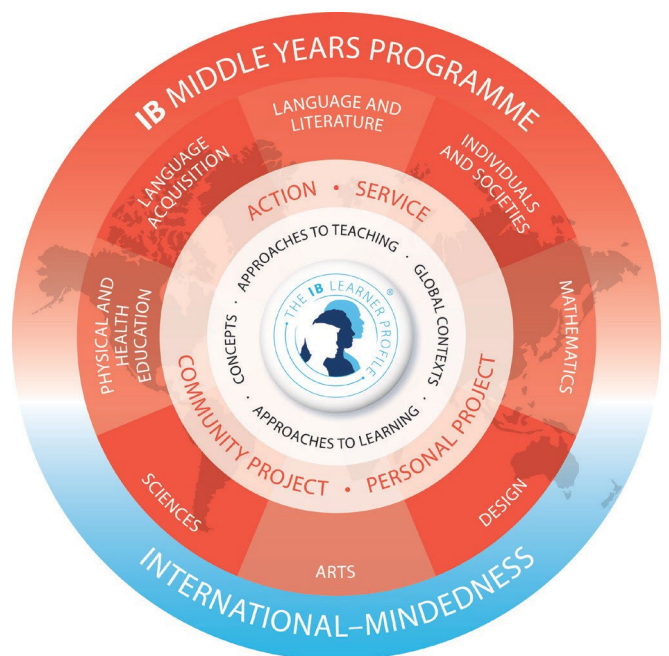 IB MIDDLE YEARS PROGRAMME
LANGUAGE AND
LITERATURE
INDIVIDUALS
AND SOCIETIES
MATHEMATICS
DESIGN
ARTS
SCIENCES
PHYSICAL AND
HEALTH
EDUCATION
LANGUAGE
ACQUISITION
ACTION • SERVICE
COMMUNITY PROJECT • PERSONAL PROJECT
APPROACHES TO TEACHING · GLOBAL CONTEXTS ·
APPROACHES TO LEARNING · CONCEPTS ·
• THE IB LEARNER PROFILE •
®
INTERNATIONAL–MINDEDNESS